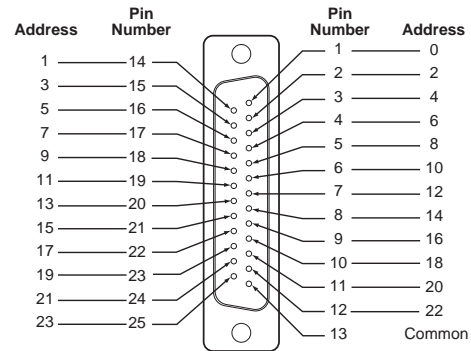 Address Pin Number Pin Number Address
1 14 1 0
3 15 2 2
5 16 3 4
7 17 4 6
9 18 5 8
11 19 6 10
13 20 7 12
15 21 8 14
17 22 9 16
19 23 10 18
21 24 11 20
23 25 12 22
13 Common